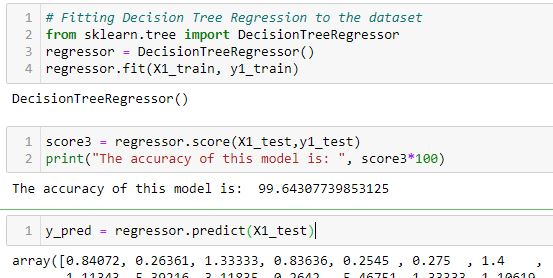 1 # Fitting Decision Tree Regression to the dataset
2 from sklearn.tree import DecisionTreeRegressor
3 regressor = DecisionTreeRegressor()
4 regressor.fit(X1_train, y1_train)
DecisionTreeRegressor()
1 score3 = regressor.score(X1_test,y1_test)
2 print("The accuracy of this model is: ", score3*100)
The accuracy of this model is:  99.64307739853125
1 y_pred = regressor.predict(X1_test)
array([0.84072, 0.26361, 1.33333, 0.83636, 0.2545 , 0.275  , 1.4    ,
1.11343, 5.39216, 3.11835, 0.2642 , 5.46751, 1.33333, 1.10619